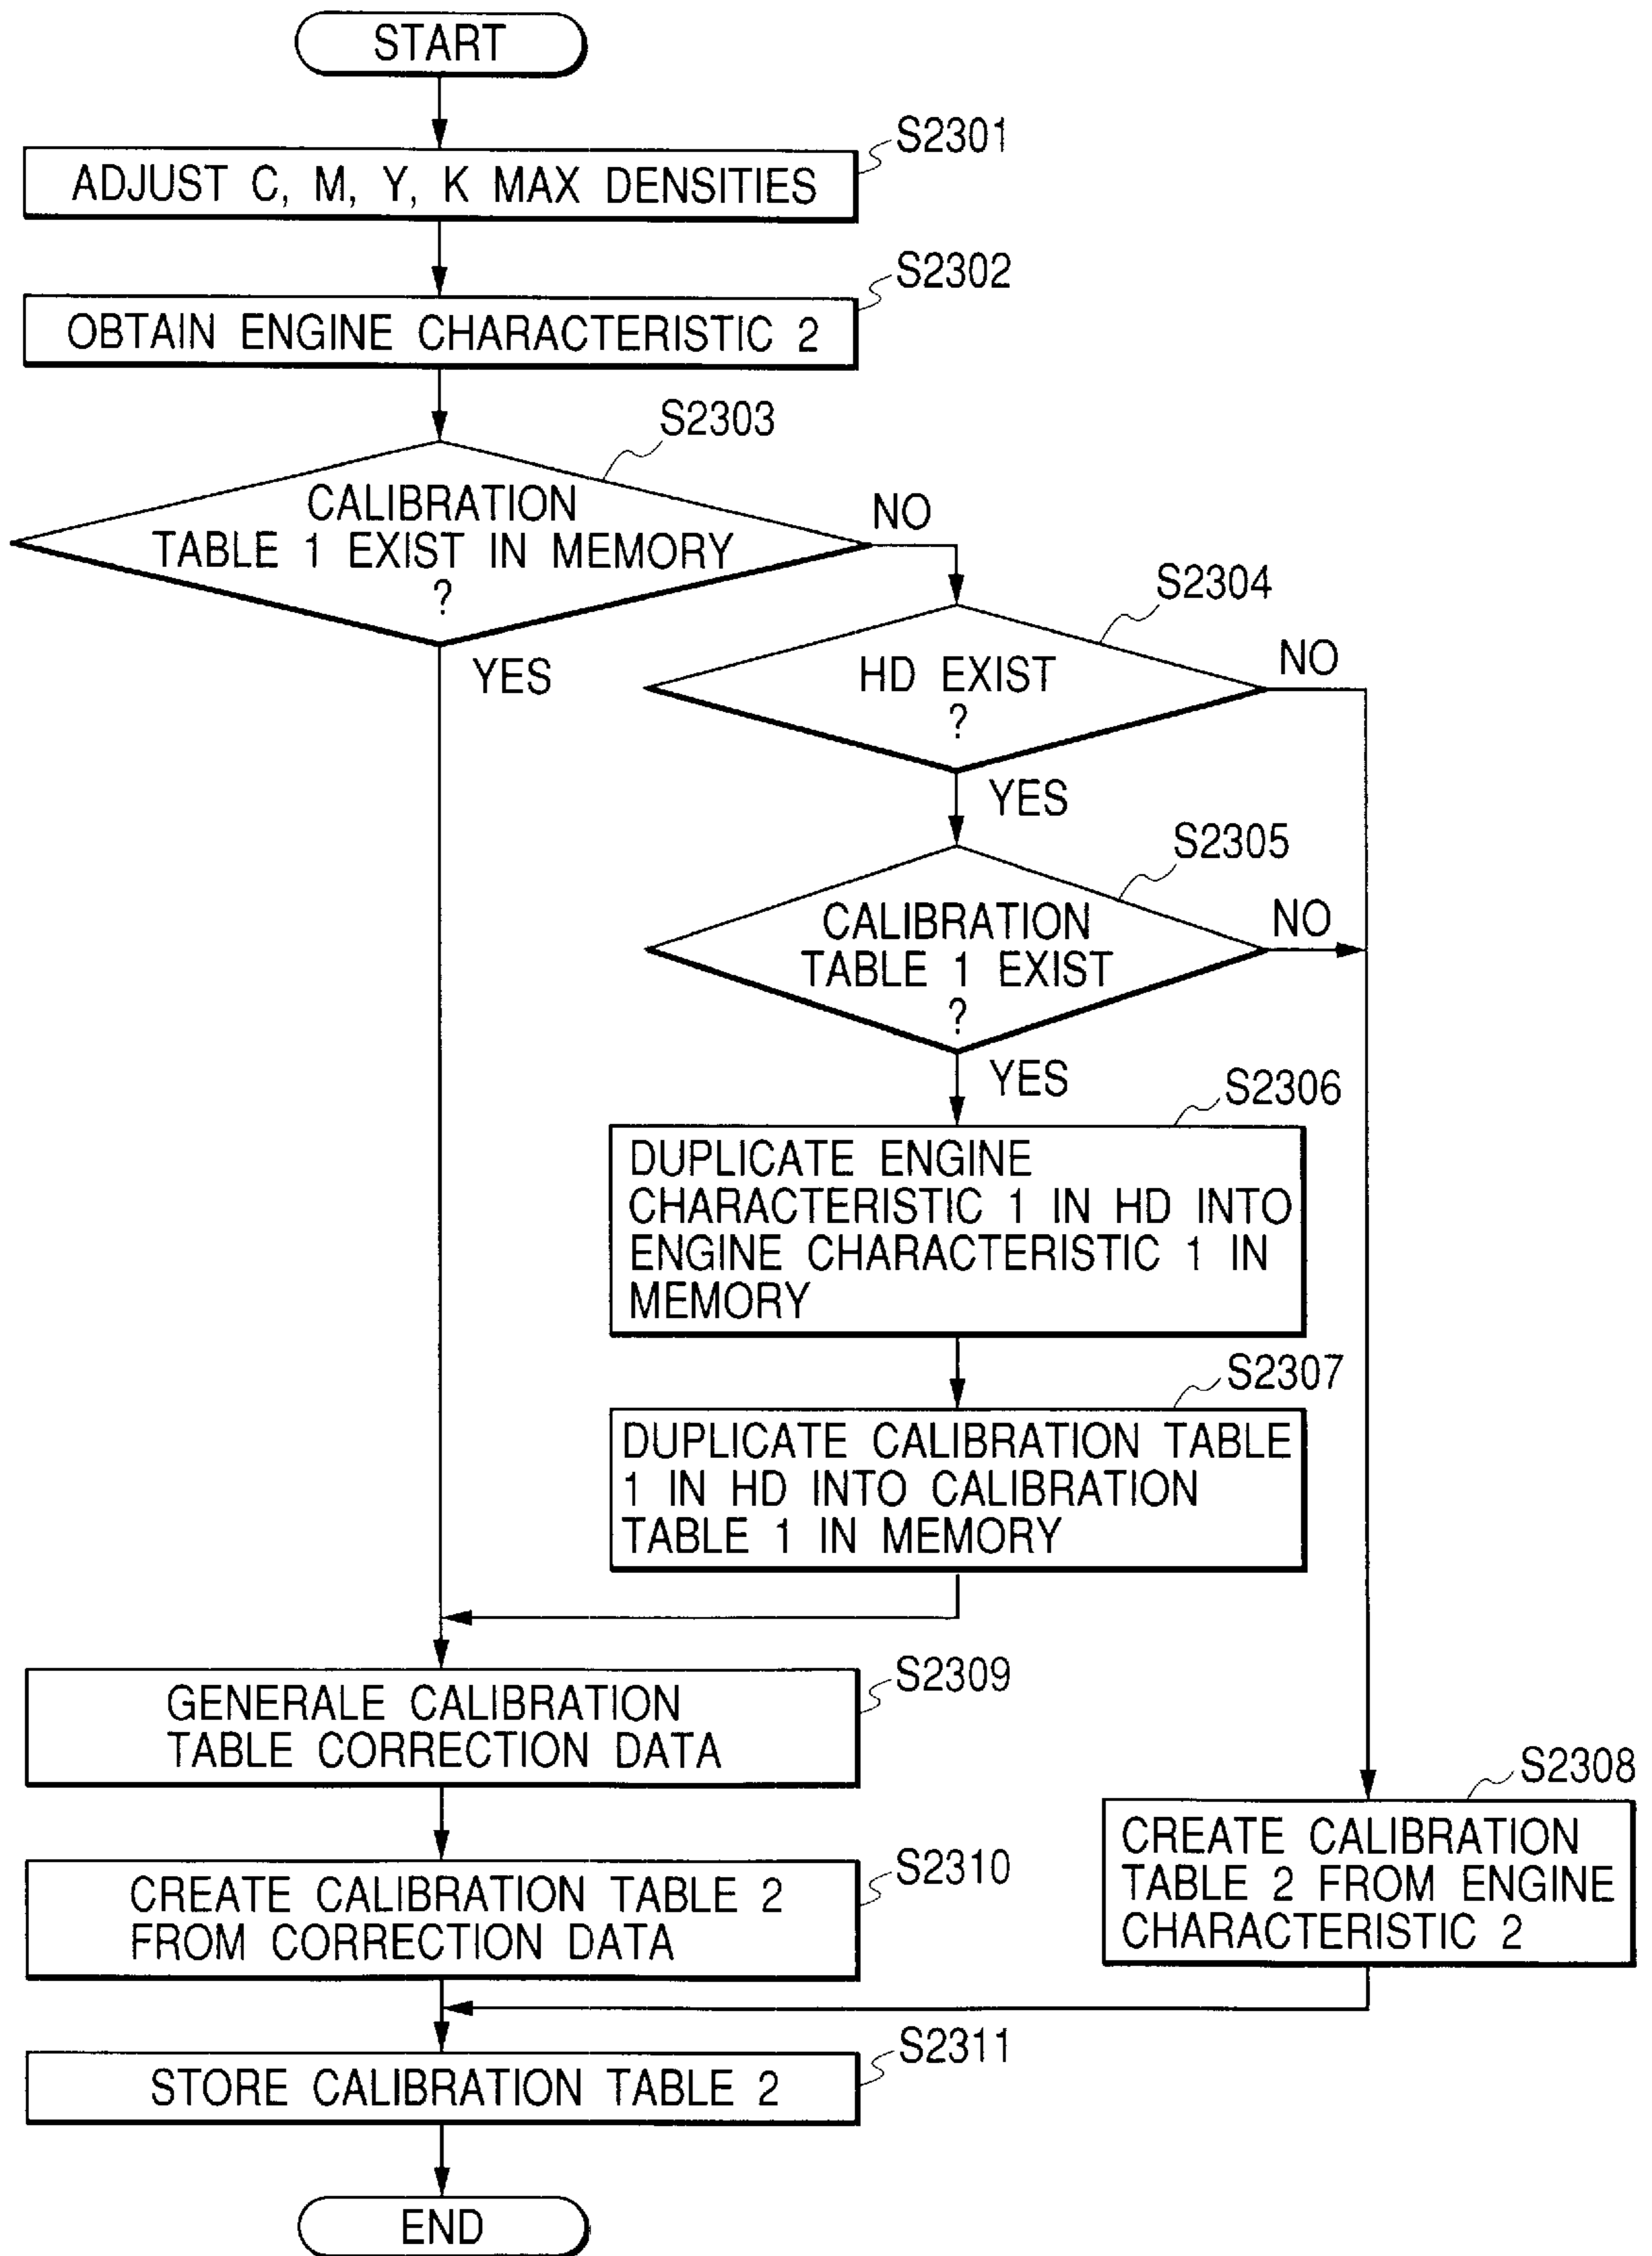 START
S2301
ADJUST C, M, Y, K MAX DENSITIES
S2302
OBTAIN ENGINE CHARACTERISTIC 2
S2303
CALIBRATION
TABLE 1 EXIST IN MEMORY
?
NO
YES
S2304
HD EXIST
?
NO
YES
S2305
CALIBRATION
TABLE 1 EXIST
?
NO
YES
S2306
DUPLICATE ENGINE
CHARACTERISTIC 1 IN HD INTO
ENGINE CHARACTERISTIC 1 IN
MEMORY
S2307
DUPLICATE CALIBRATION TABLE
1 IN HD INTO CALIBRATION
TABLE 1 IN MEMORY
S2309
GENERALE CALIBRATION
TABLE CORRECTION DATA
S2308
CREATE CALIBRATION
TABLE 2 FROM ENGINE
CHARACTERISTIC 2
S2310
CREATE CALIBRATION TABLE 2
FROM CORRECTION DATA
S2311
STORE CALIBRATION TABLE 2
END